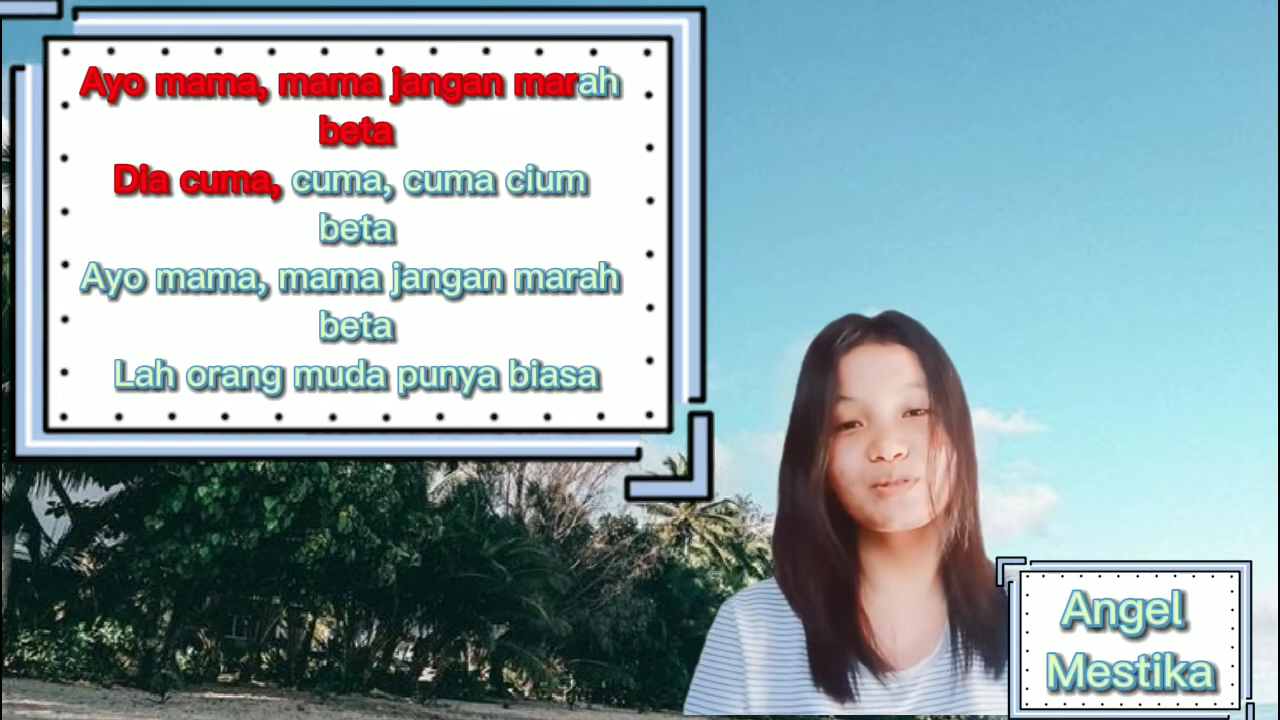 Ayo mama, mama jangan marah
beta
Dia cuma, cuma, cuma cium
beta
Ayo mama, mama jangan marah
beta
Lah orang muda punya biasa
Angel
Mestika